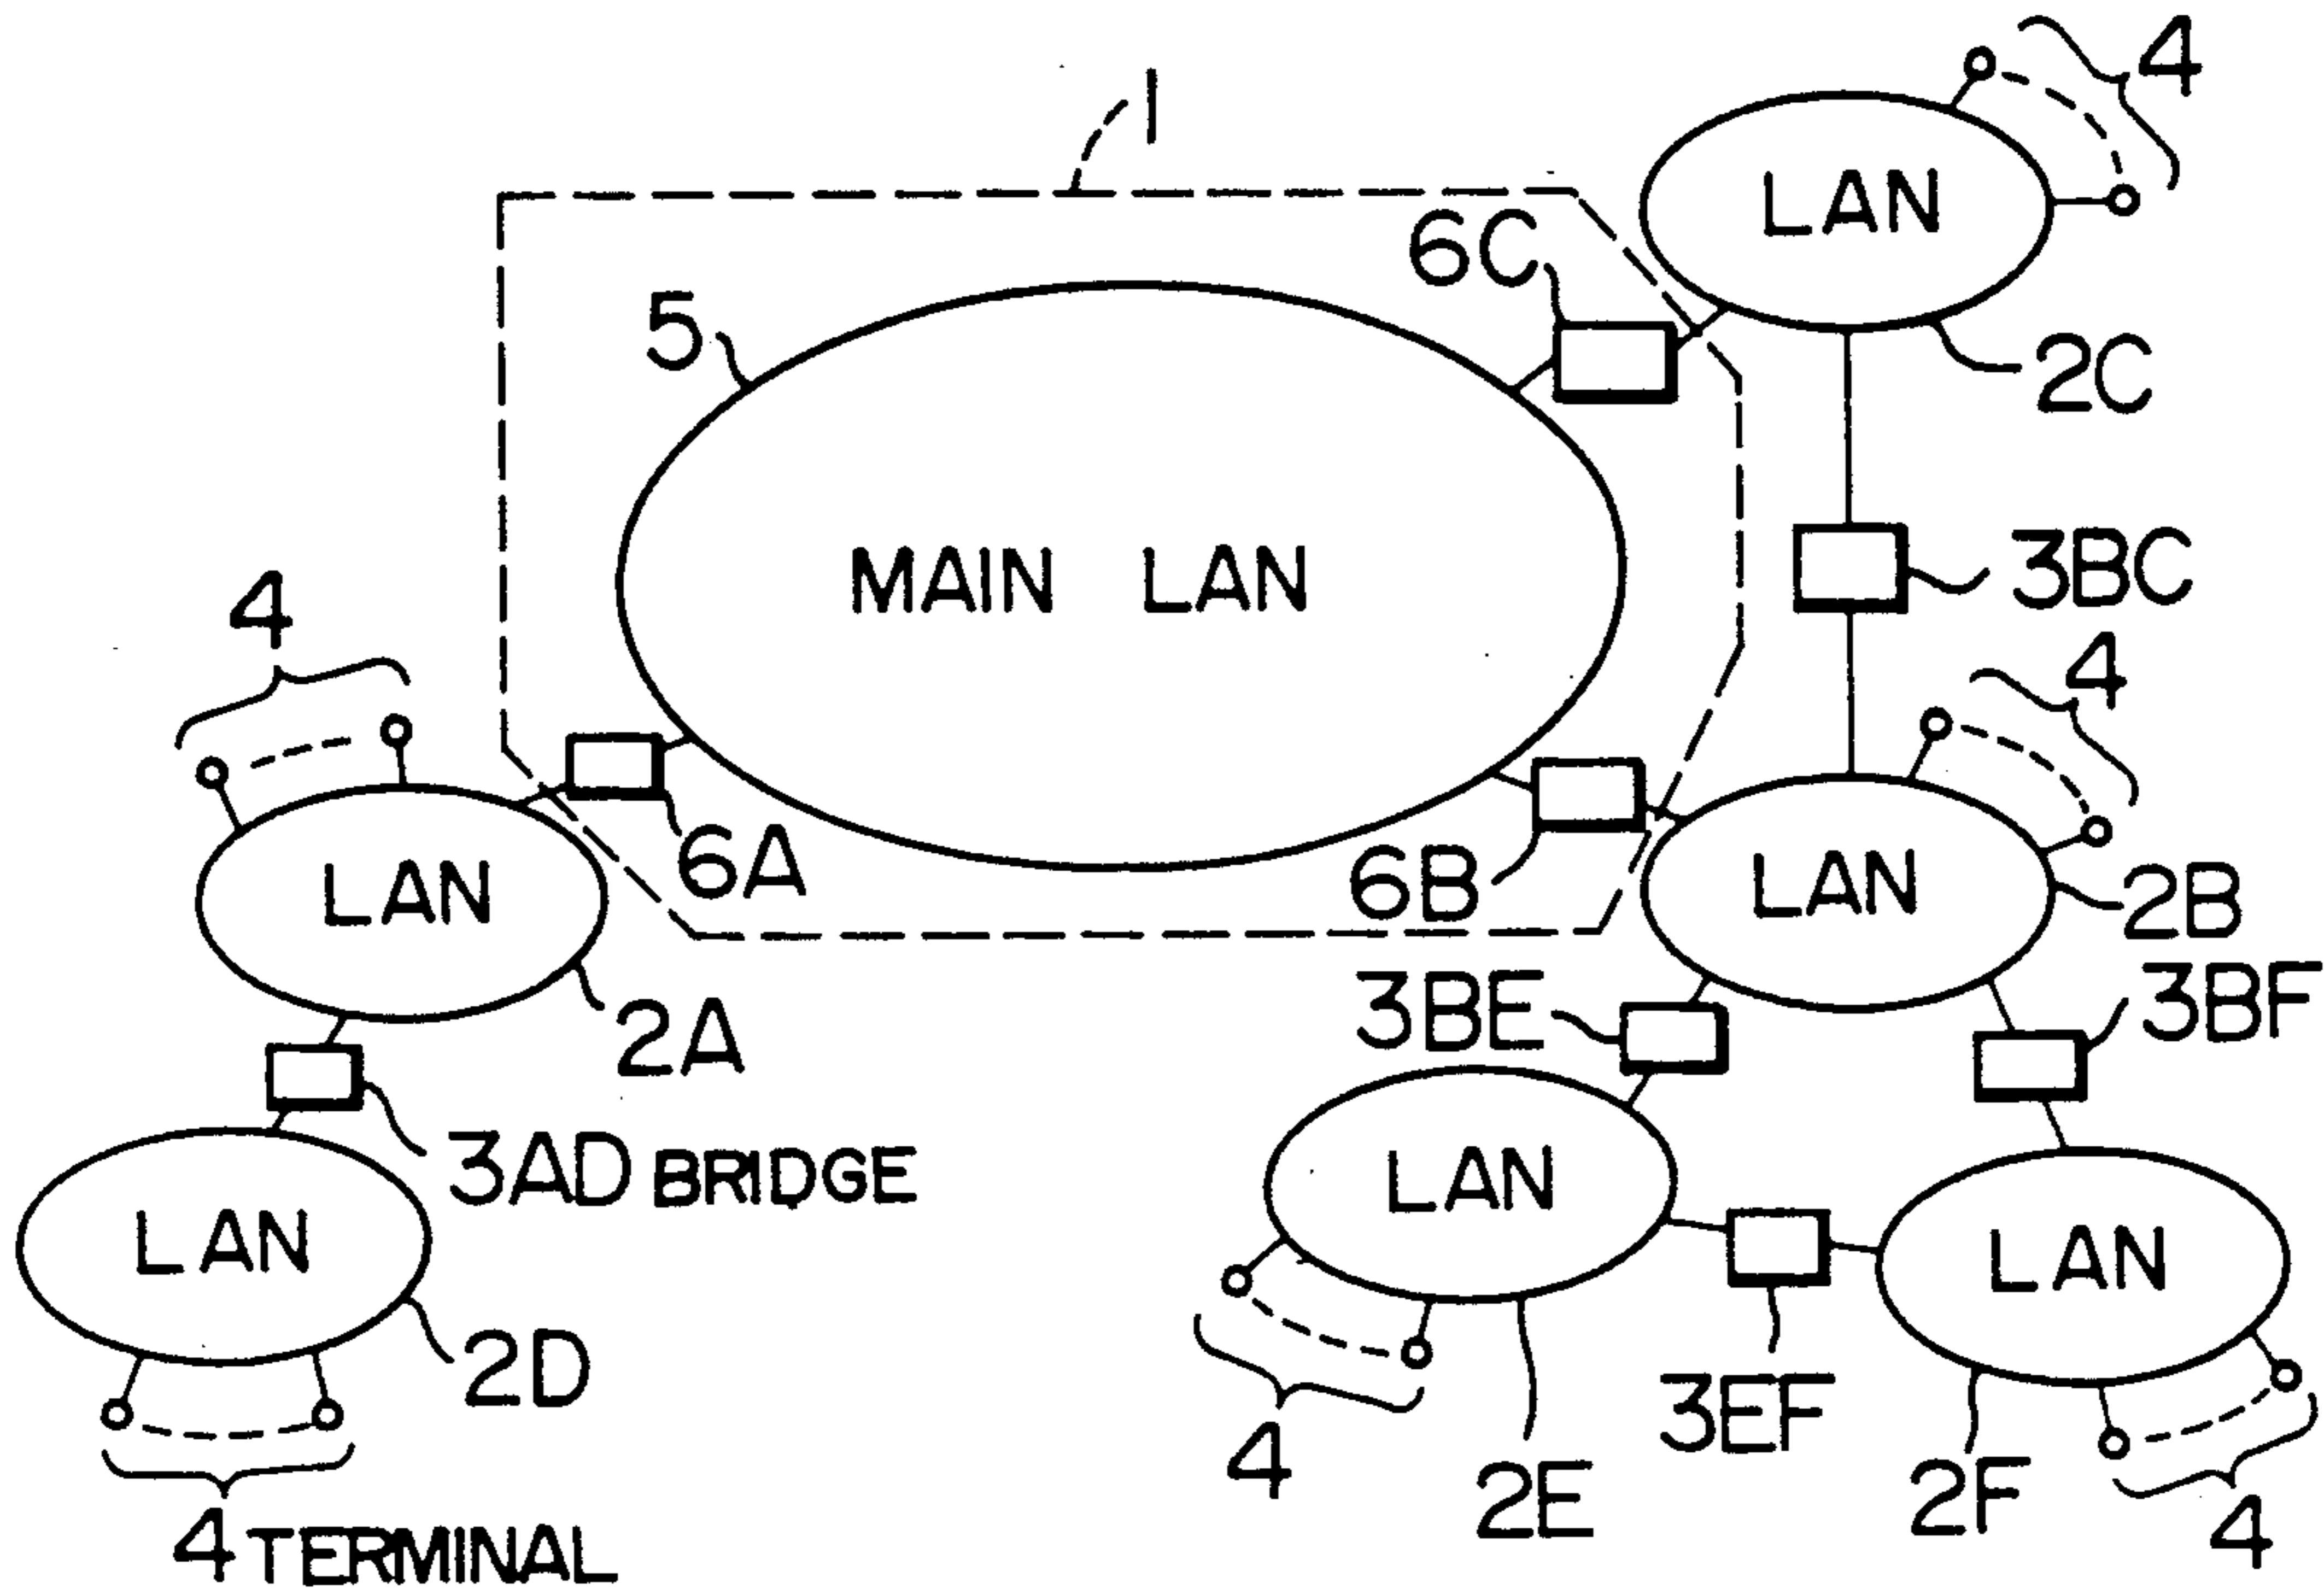 4
1
LAN
6C
5
2C
MAIN LAN
3BC
4
4
6A
6B
LAN
LAN
2B
3BE
3BF
2A
3AD BRIDGE
LAN
LAN
LAN
2D
3EF
4
2E
2F
4
4 TERMINAL